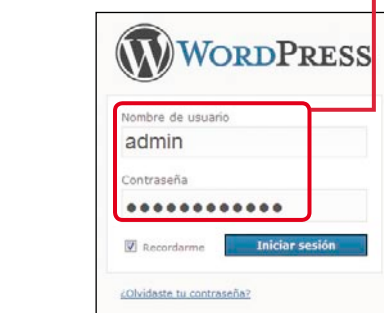 WORDPRESS
Nombre de usuario
admin
Contraseña
●●●●●●●●●●●●
Recordarme
Iniciar sesión
¿Olvidaste tu contraseña?